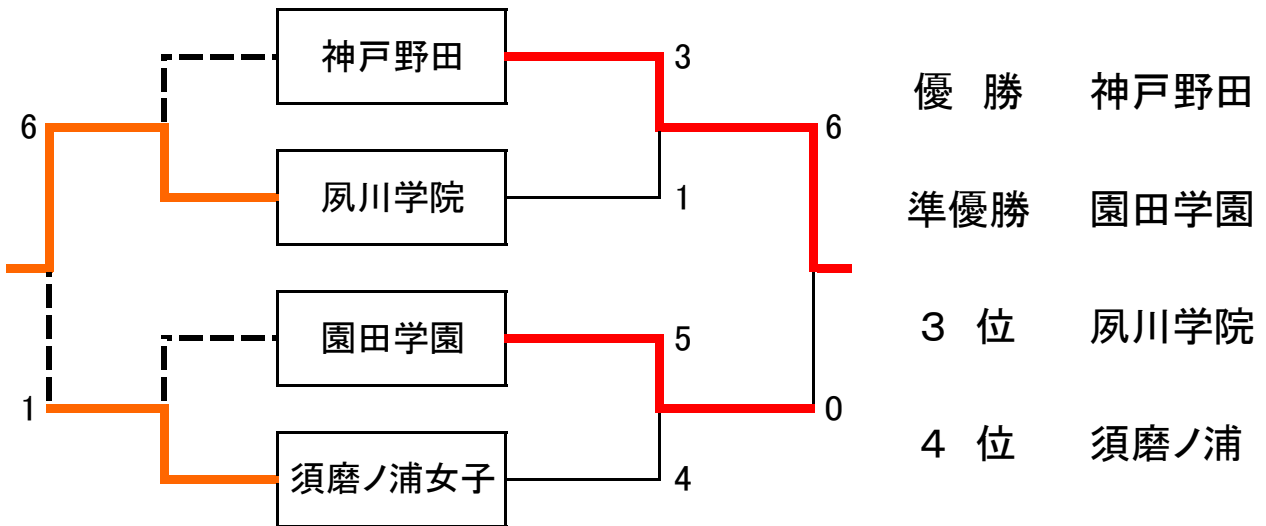 神戸野田
3
優 勝 神戸野田
6
6
夙川学院
1
準優勝 園田学園
園田学園
5
3 位 夙川学院
1
0
須磨ノ浦女子
4
4 位 須磨ノ浦